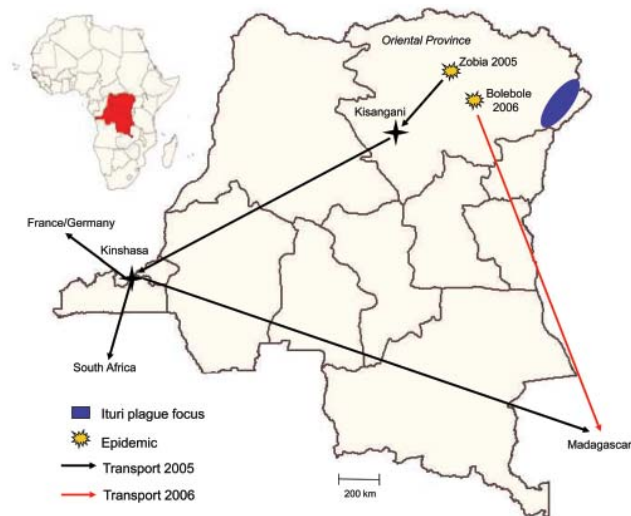 Oriental Province
Zobia 2005
Bolebole
2006
Kisangani
France/Germany
Kinshasa
South Africa
Madagascar
Ituri plague focus
Epidemic
Transport 2005
Transport 2006
200 km